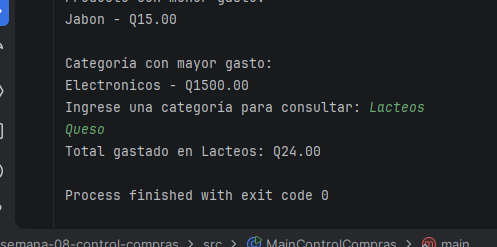 Producto con menor gasto:
Jabon - Q15.00
Categoria con mayor gasto:
Electronicos - Q1500.00
Ingrese una categoria para consultar: Lacteos
Queso
Total gastado en Lacteos: Q24.00
Process finished with exit code 0
semana-08-control-compras > src > MainControlCompras > main